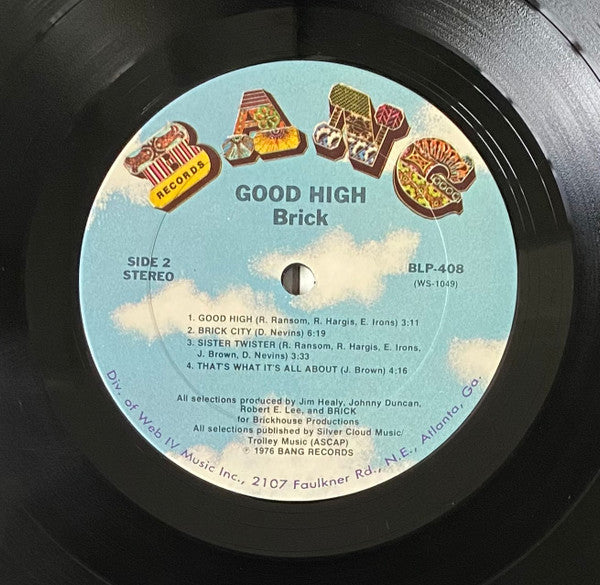 BANG
RECORDS
GOOD HIGH
Brick
SIDE 2
STEREO
BLP-408
(WS-1049)
1. GOOD HIGH (R. Ransom, R. Hargis, E. Irons) 3:11
2. BRICK CITY (D. Nevins) 6:19
3. SISTER TWISTER (R. Ransom, R. Hargis, E. Irons,
J. Brown, D. Nevins) 3:33
4. THAT'S WHAT IT'S ALL ABOUT (J. Brown) 4:16
All selections produced by Jim Healy, Johnny Duncan,
Robert E. Lee, and BRICK
for Brickhouse Productions
All selections published by Silver Cloud Music/
Trolley Music (ASCAP)
℗ 1976 BANG RECORDS
Div. of Web IV Music Inc., 2107 Faulkner Rd., N.E., Atlanta, Ga.